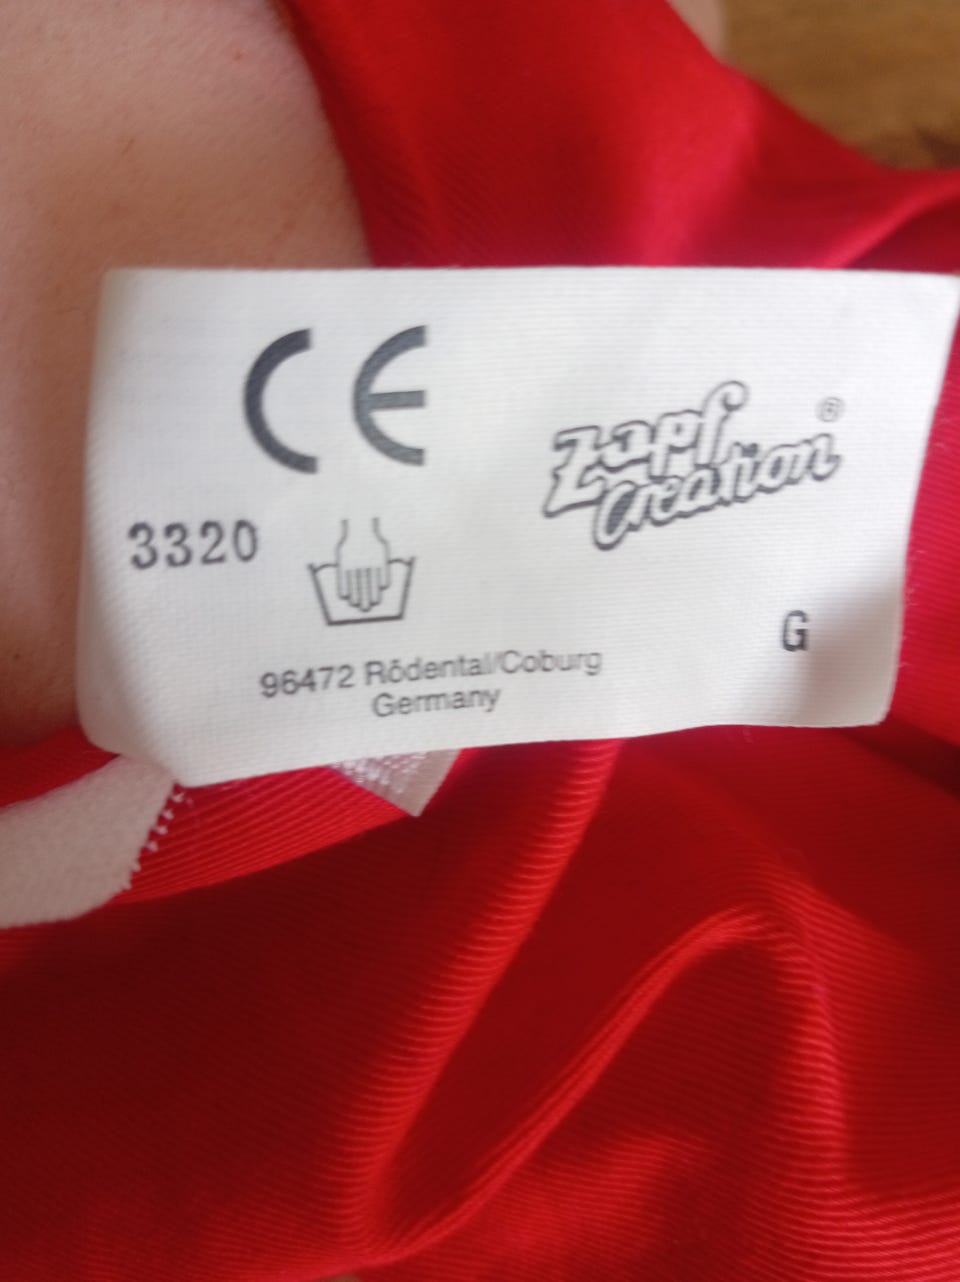 CE
Zapf
Creation®
3320
G
96472 Rödental/Coburg
Germany